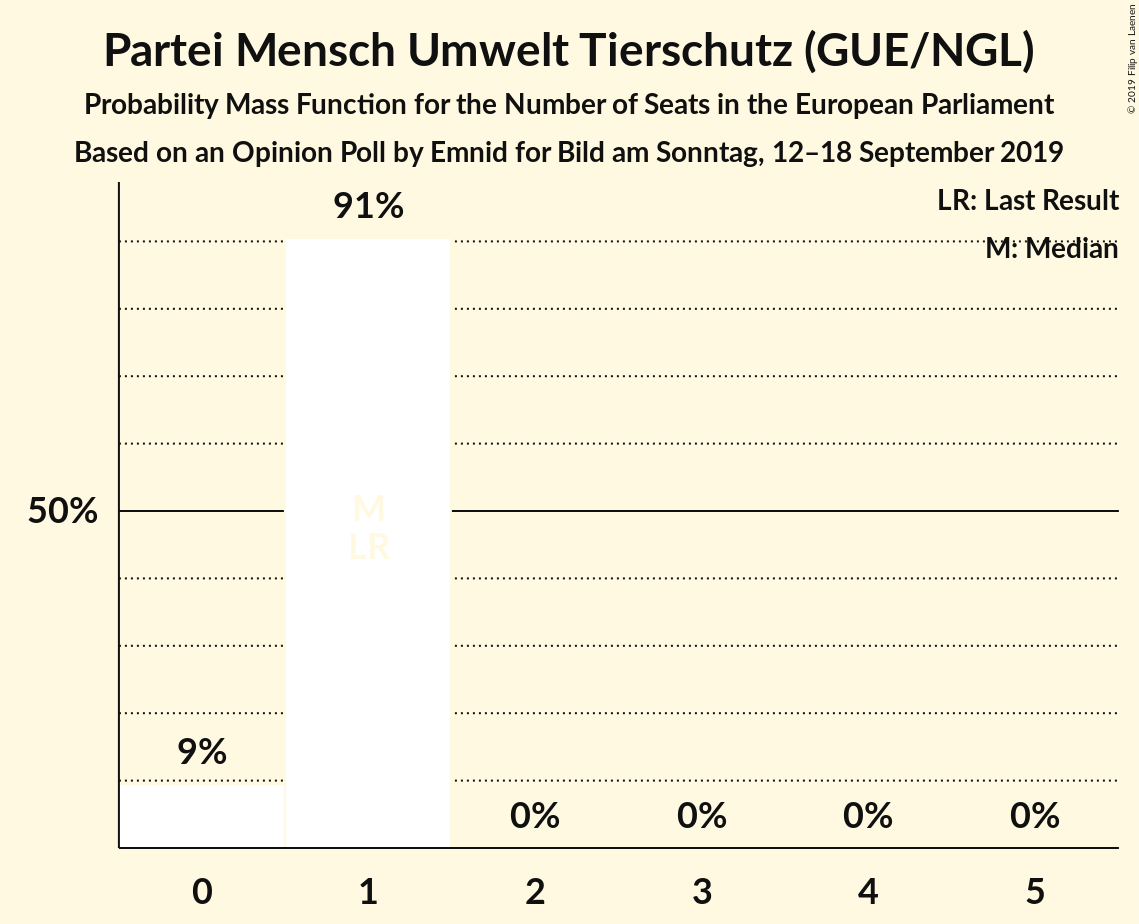 Partei Mensch Umwelt Tierschutz (GUE/NGL)
Probability Mass Function for the Number of Seats in the European Parliament
Based on an Opinion Poll by Emnid for Bild am Sonntag, 12–18 September 2019
© 2019 Filip van Laenen
LR: Last Result
M: Median
91%
50%
M
LR
9%
0%
0%
0%
0%
0
1
2
3
4
5